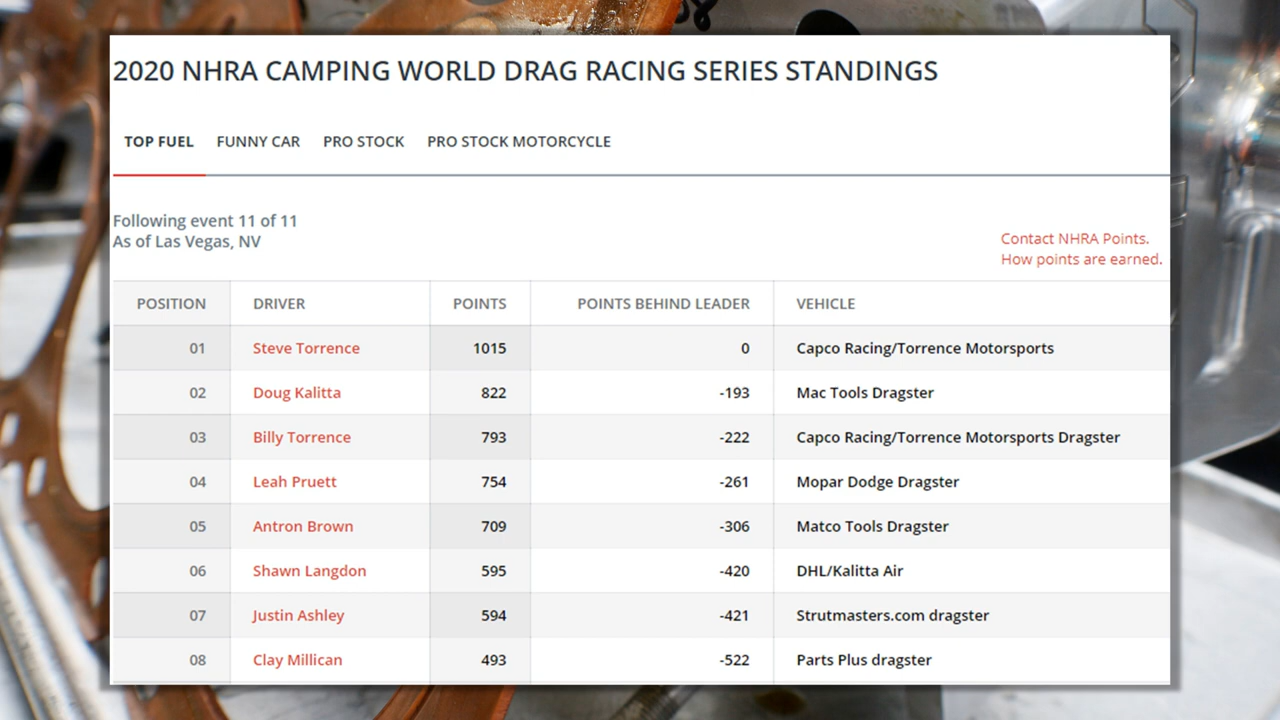 2020 NHRA CAMPING WORLD DRAG RACING SERIES STANDINGS
TOP FUEL FUNNY CAR PRO STOCK PRO STOCK MOTORCYCLE
Following event 11 of 11
As of Las Vegas, NV
Contact NHRA Points.
How points are earned.
POSITION DRIVER POINTS POINTS BEHIND LEADER VEHICLE
01 Steve Torrence 1015 0 Capco Racing/Torrence Motorsports
02 Doug Kalitta 822 -193 Mac Tools Dragster
03 Billy Torrence 793 -222 Capco Racing/Torrence Motorsports Dragster
04 Leah Pruett 754 -261 Mopar Dodge Dragster
05 Antron Brown 709 -306 Matco Tools Dragster
06 Shawn Langdon 595 -420 DHL/Kalitta Air
07 Justin Ashley 594 -421 Strutmasters.com dragster
08 Clay Millican 493 -522 Parts Plus dragster